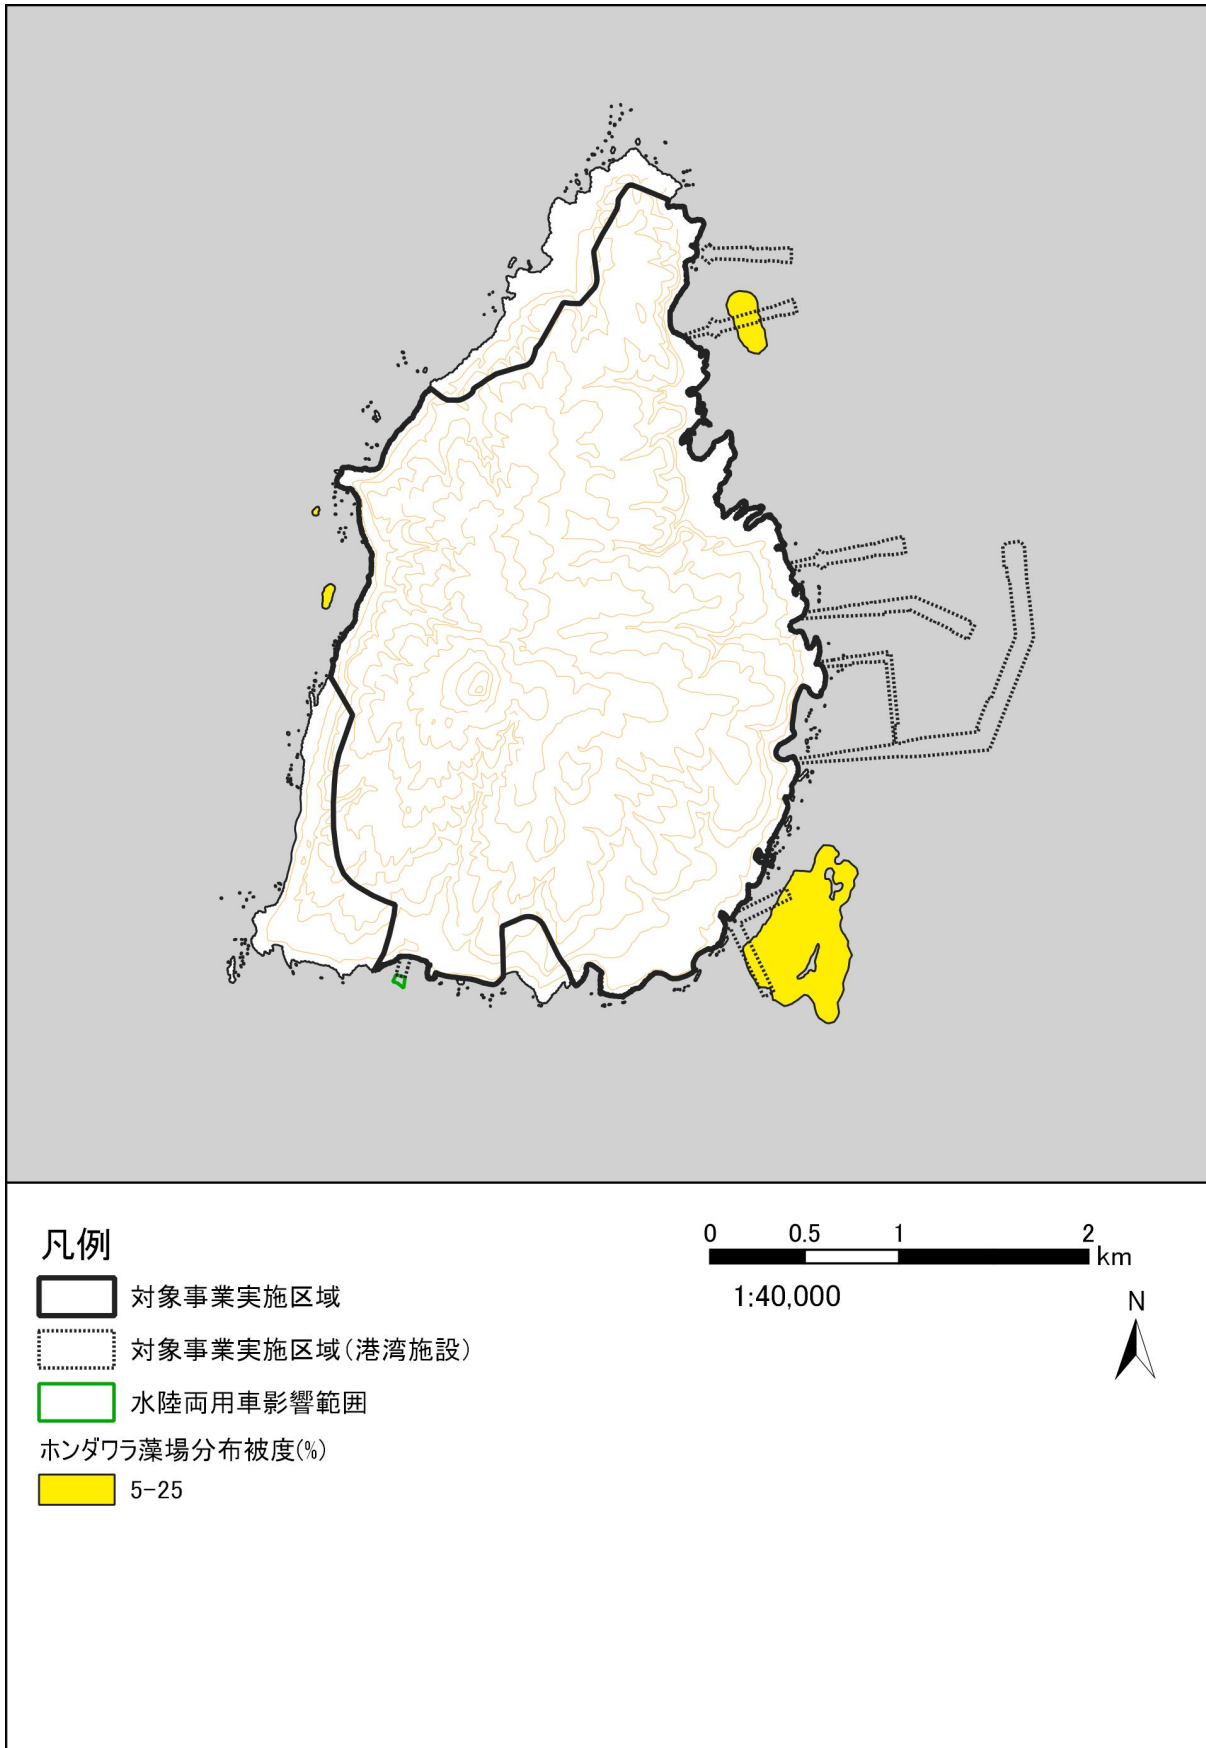 凡例
対象事業実施区域
対象事業実施区域(港湾施設)
水陸両用車影響範囲
ホンダワラ藻場分布被度(%)
5-25
0 0.5 1 2
km
1:40,000
N